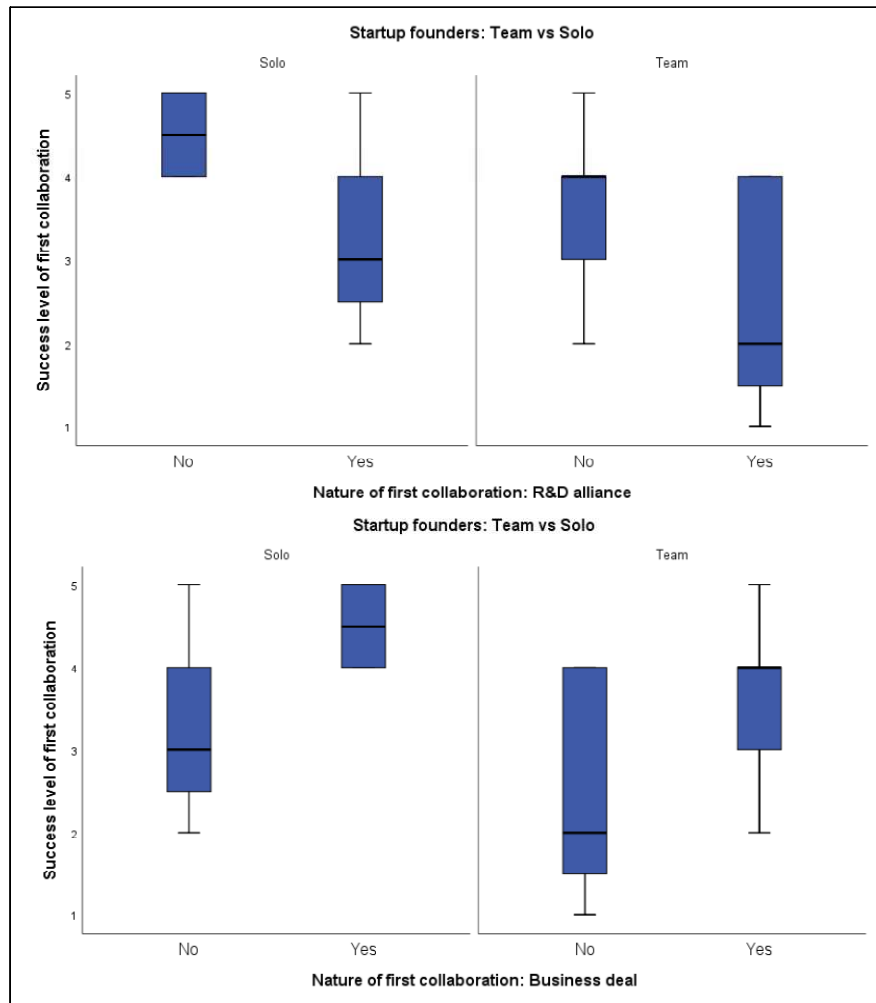 Startup founders: Team vs Solo
Solo Team
Success level of first collaboration
5
4
3
2
1
No Yes No Yes
Nature of first collaboration: R&D alliance
Startup founders: Team vs Solo
Solo Team
Success level of first collaboration
5
4
3
2
1
No Yes No Yes
Nature of first collaboration: Business deal